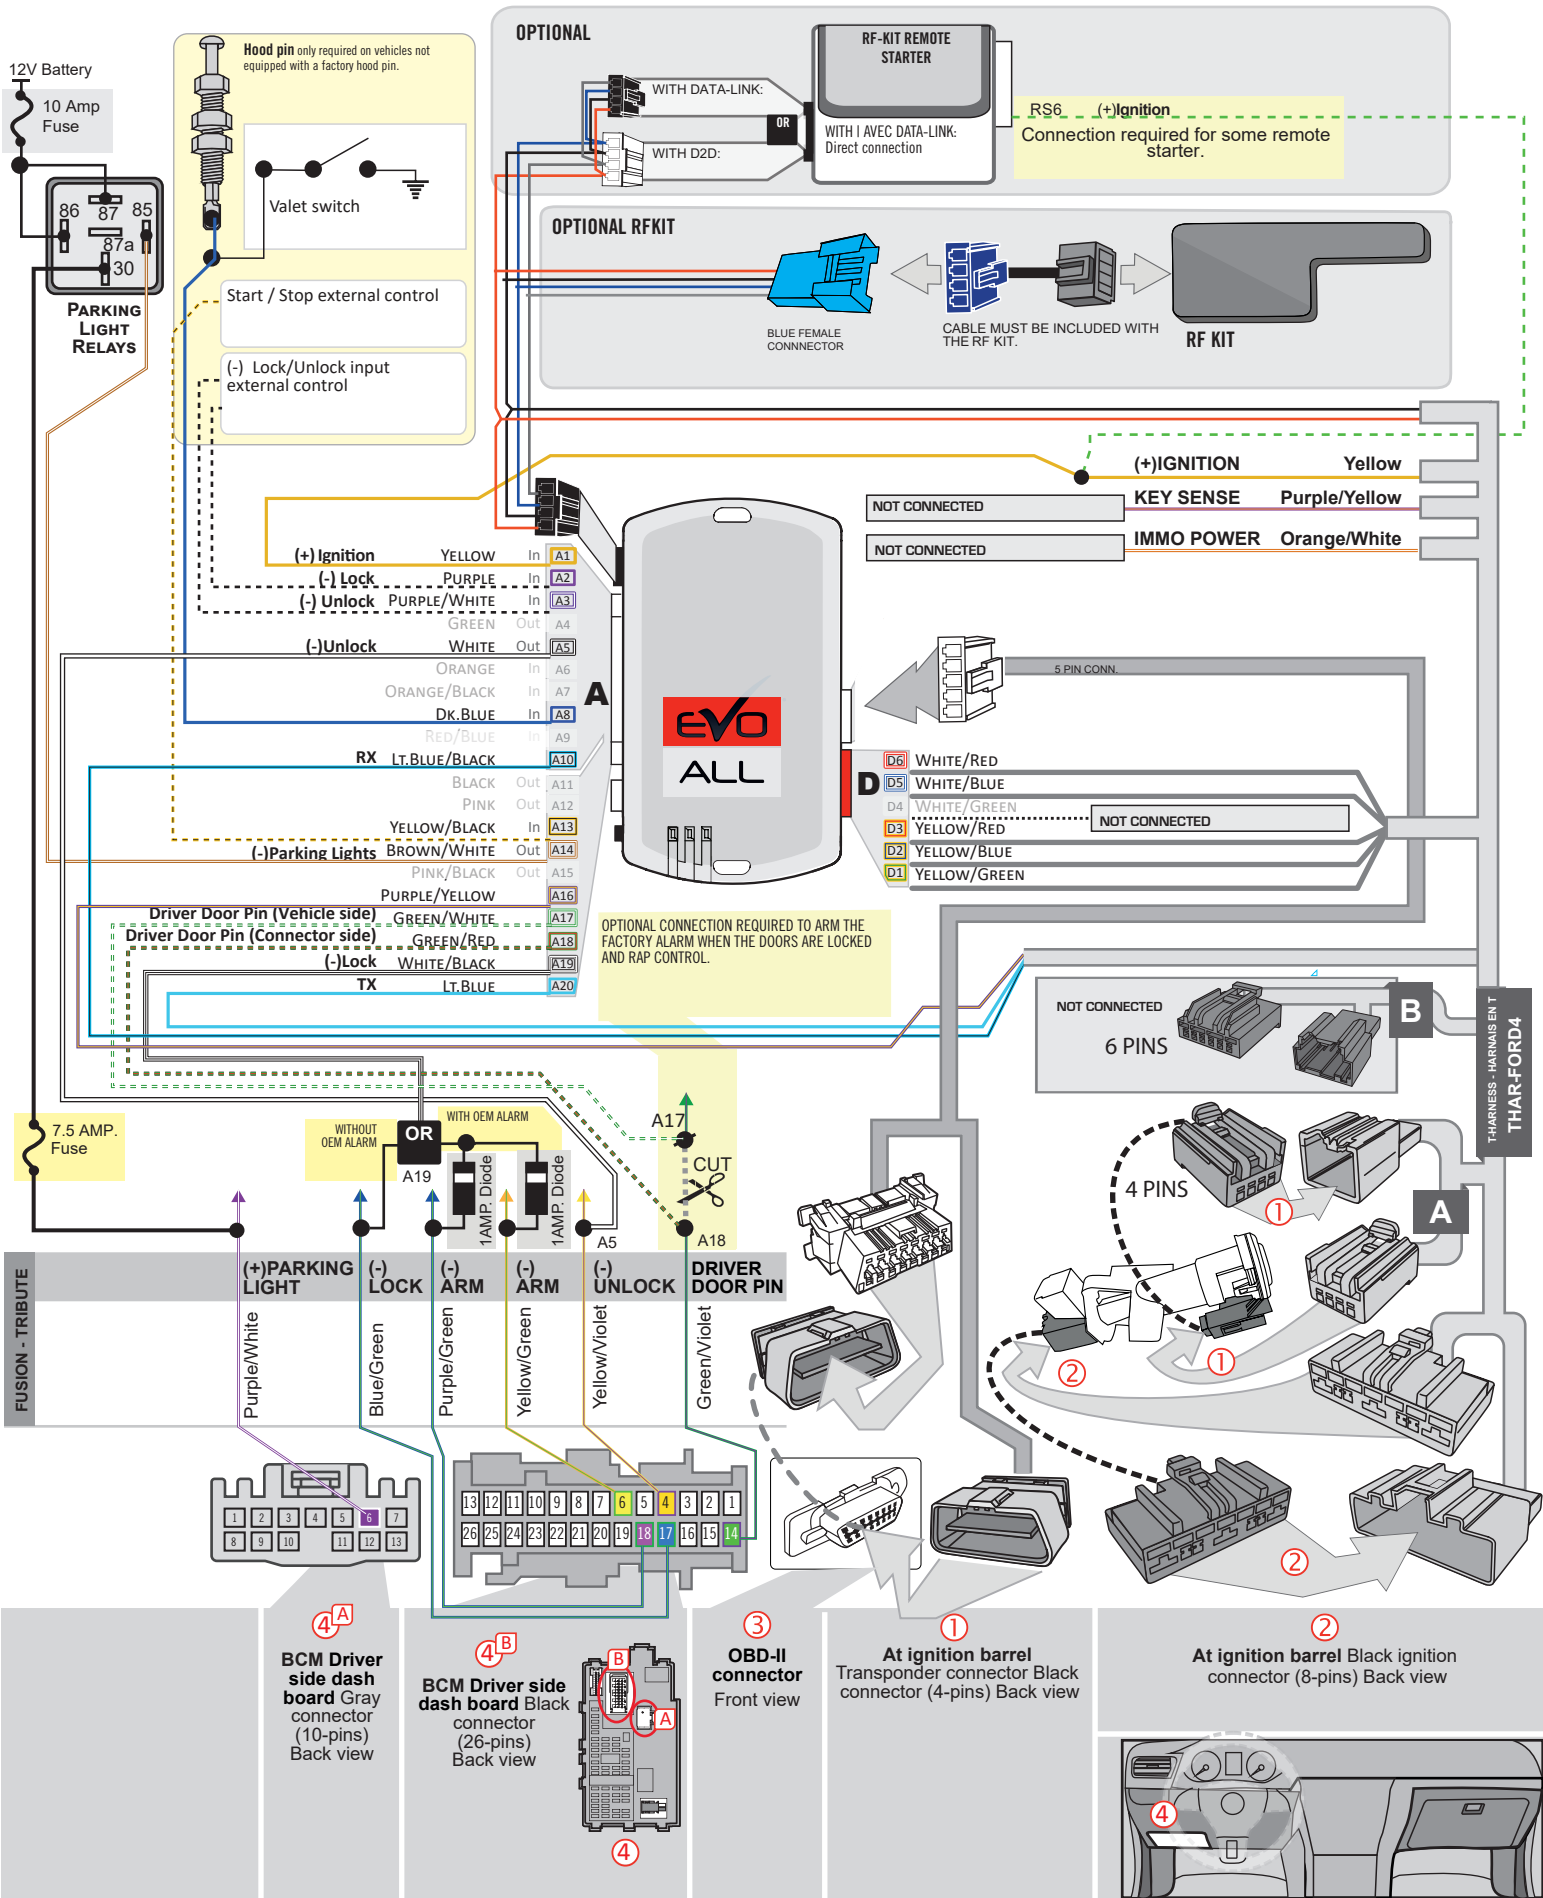 OPTIONAL
RF-KIT REMOTE
STARTER
WITH DATA-LINK:
OR
WITH D2D:
WITH | AVEC DATA-LINK:
Direct connection
RS6 (+)Ignition
Connection required for some remote
starter.
Hood pin only required on vehicles not
equipped with a factory hood pin.
12V Battery
10 Amp
Fuse
86
87
85
87a
30
PARKING
LIGHT
RELAYS
Valet switch
Start / Stop external control
(-) Lock/Unlock input
external control
OPTIONAL RFKIT
BLUE FEMALE
CONNNECTOR
CABLE MUST BE INCLUDED WITH
THE RF KIT.
RF KIT
(+)IGNITION Yellow
NOT CONNECTED KEY SENSE Purple/Yellow
NOT CONNECTED IMMO POWER Orange/White
(+) Ignition YELLOW In A1
(-) Lock PURPLE In A2
(-) Unlock PURPLE/WHITE In A3
GREEN Out A4
(-)Unlock WHITE Out A5
ORANGE In A6
ORANGE/BLACK In A7
DK.BLUE In A8
RED/BLUE In A9
RX LT.BLUE/BLACK A10
BLACK Out A11
PINK Out A12
YELLOW/BLACK In A13
(-)Parking Lights BROWN/WHITE Out A14
PINK/BLACK Out A15
PURPLE/YELLOW A16
Driver Door Pin (Vehicle side) GREEN/WHITE A17
Driver Door Pin (Connector side) GREEN/RED A18
(-)Lock WHITE/BLACK A19
TX LT.BLUE A20
A
EVO
ALL
5 PIN CONN.
D
D6 WHITE/RED
D5 WHITE/BLUE
D4 WHITE/GREEN
NOT CONNECTED
D3 YELLOW/RED
D2 YELLOW/BLUE
D1 YELLOW/GREEN
OPTIONAL CONNECTION REQUIRED TO ARM THE
FACTORY ALARM WHEN THE DOORS ARE LOCKED
AND RAP CONTROL.
NOT CONNECTED
6 PINS
B
T-HARNESS - HARNAIS EN T
THAR-FORD4
4 PINS
A
1
1
2
2
7.5 AMP.
Fuse
WITHOUT
OEM ALARM
OR
WITH OEM ALARM
A19
1AMP. Diode
1AMP. Diode
A5
A17
CUT
A18
FUSION - TRIBUTE
(+)PARKING
LIGHT
(-)
LOCK
(-)
ARM
(-)
ARM
(-)
UNLOCK
DRIVER
DOOR PIN
Purple/White
Blue/Green
Purple/Green
Yellow/Green
Yellow/Violet
Green/Violet
1 2 3 4 5 6 7
8 9 10 11 12 13
13 12 11 10 9 8 7 6 5 4 3 2 1
26 25 24 23 22 21 20 19 18 17 16 15 14
4 A
BCM Driver
side dash
board Gray
connector
(10-pins)
Back view
4 B
BCM Driver side
dash board Black
connector
(26-pins)
Back view
B
A
4
3
OBD-II
connector
Front view
1
At ignition barrel
Transponder connector Black
connector (4-pins) Back view
2
At ignition barrel Black ignition
connector (8-pins) Back view
4